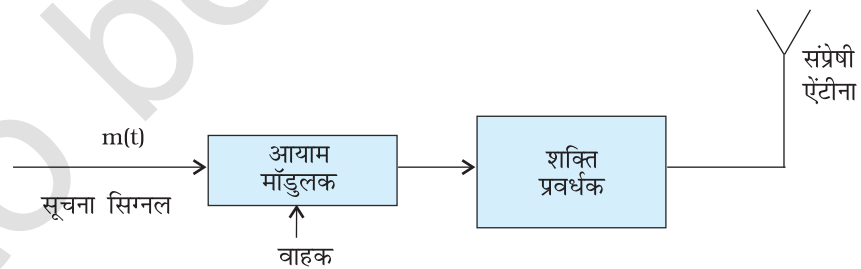 संप्रेषी
ऐंटीना
m(t)
सूचना सिग्नल
आयाम
मॉडुलक
वाहक
शक्ति
प्रवर्धक